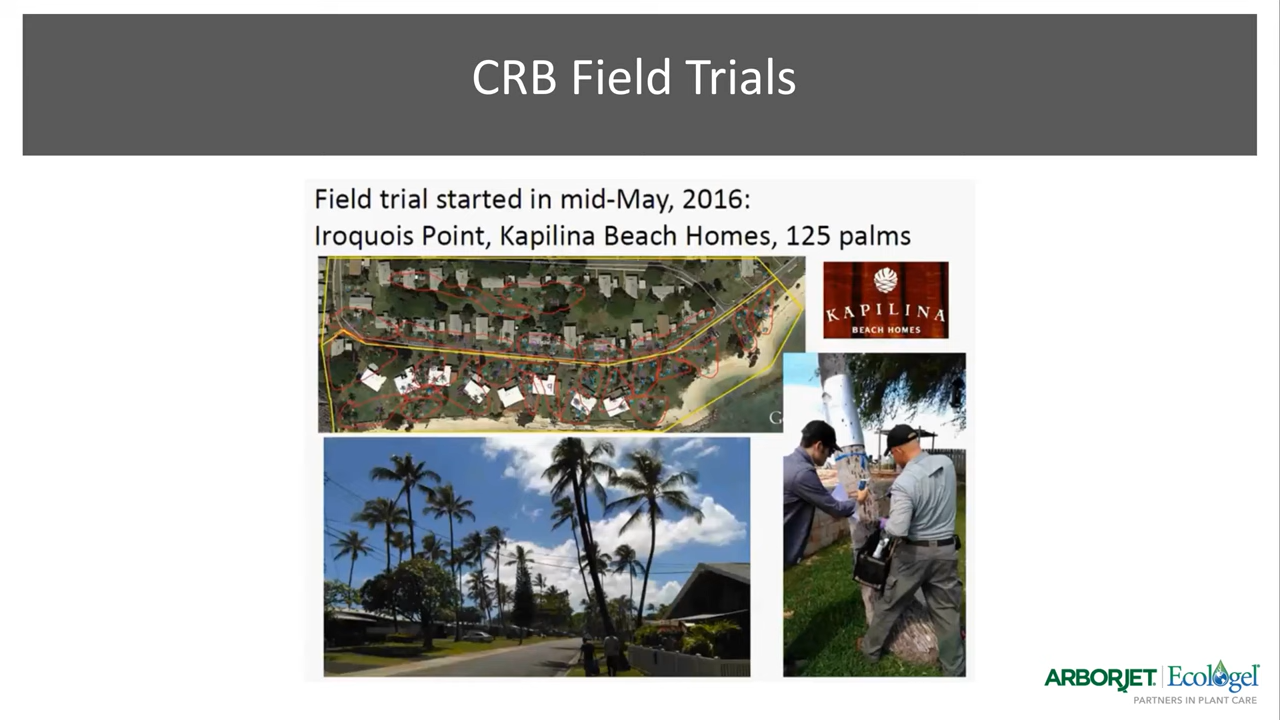 CRB Field Trials
Field trial started in mid-May, 2016:
Iroquois Point, Kapilina Beach Homes, 125 palms
KAPILINA
BEACH HOMES
G
ARBORJET Ecologel
PARTNERS IN PLANT CARE